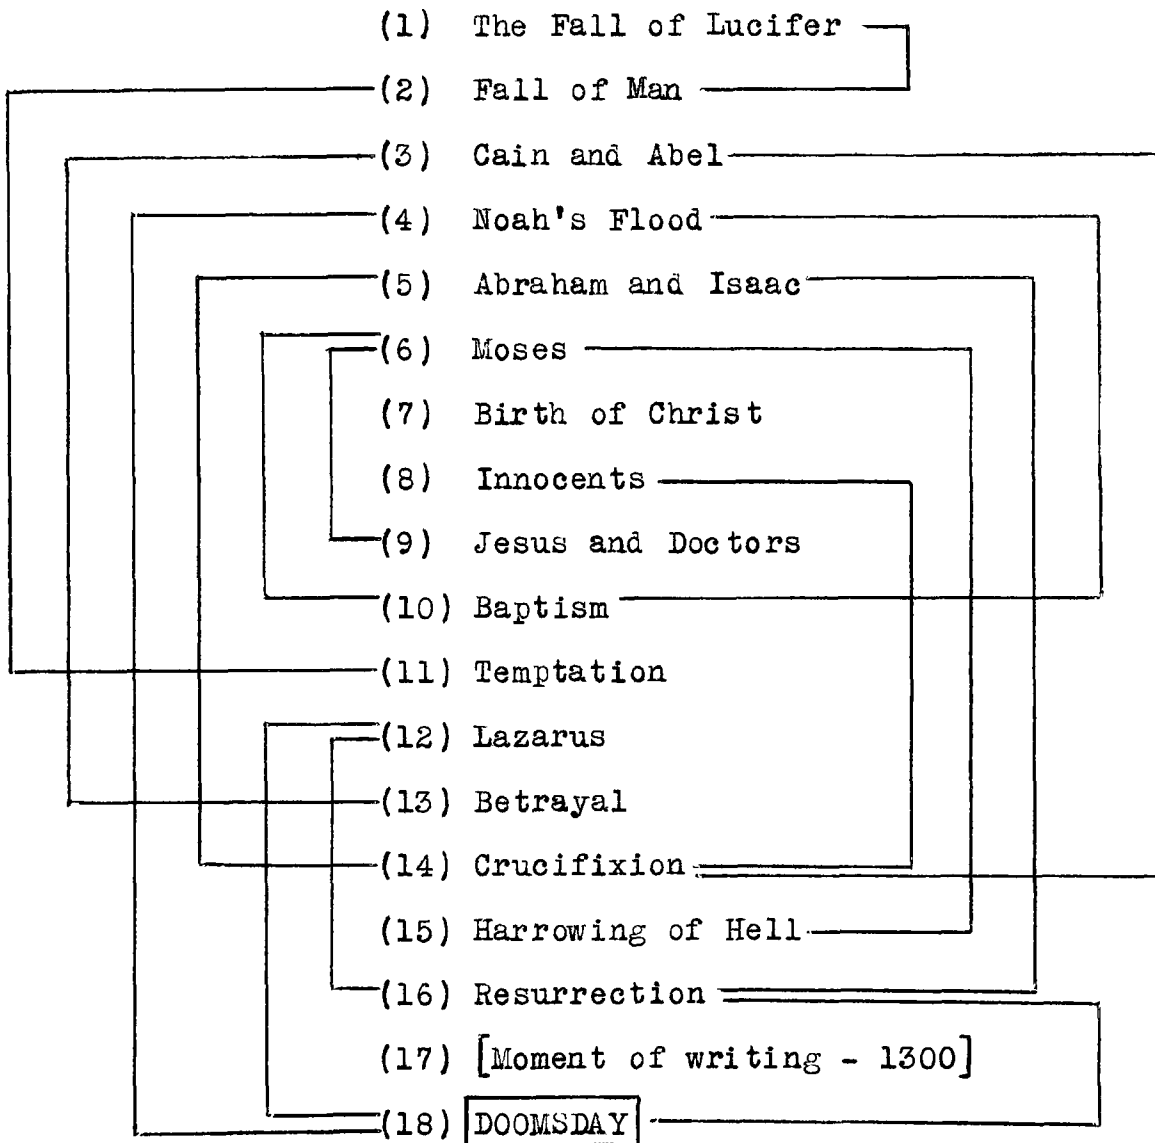 (1) The Fall of Lucifer
(2) Fall of Man
(3) Cain and Abel
(4) Noah's Flood
(5) Abraham and Isaac
(6) Moses
(7) Birth of Christ
(8) Innocents
(9) Jesus and Doctors
(10) Baptism
(11) Temptation
(12) Lazarus
(13) Betrayal
(14) Crucifixion
(15) Harrowing of Hell
(16) Resurrection
(17) [Moment of writing - 1300]
(18) DOOMSDAY